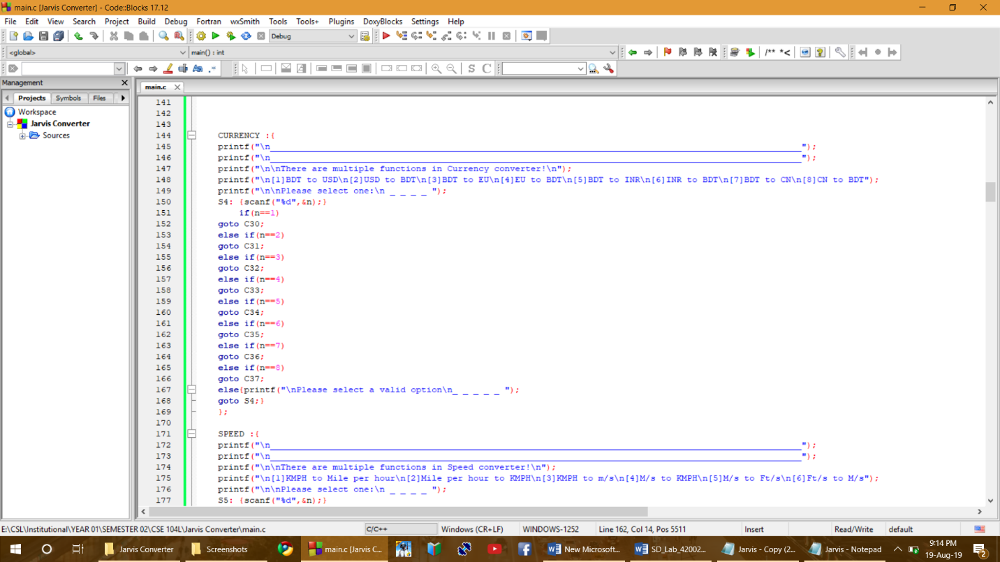 main.c [Jarvis Converter] - Code::Blocks 17.12
File Edit View Search Project Build Debug Fortran wxSmith Tools Tools+ Plugins DoxyBlocks Settings Help
Debug
<global> main() : int
/** *<
S C
Management
main.c
Projects Symbols Files
Workspace
Jarvis Converter
Sources
141
142
143
144 CURRENCY :{
145 printf("\n______________________________________________________________________________________________________");
146 printf("\n______________________________________________________________________________________________________");
147 printf("\n\nThere are multiple functions in Currency converter!\n");
148 printf("\n[1]BDT to USD\n[2]USD to BDT\n[3]BDT to EU\n[4]EU to BDT\n[5]BDT to INR\n[6]INR to BDT\n[7]BDT to CN\n[8]CN to BDT");
149 printf("\n\nPlease select one:\n _ _ _ _ ");
150 S4: {scanf("%d",&n);}
151 if(n==1)
152 goto C30;
153 else if(n==2)
154 goto C31;
155 else if(n==3)
156 goto C32;
157 else if(n==4)
158 goto C33;
159 else if(n==5)
160 goto C34;
161 else if(n==6)
162 goto C35;
163 else if(n==7)
164 goto C36;
165 else if(n==8)
166 goto C37;
167 else{printf("\nPlease select a valid option\n_ _ _ _ _ ");
168 goto S4;}
169 };
170
171 SPEED :{
172 printf("\n______________________________________________________________________________________________________");
173 printf("\n______________________________________________________________________________________________________");
174 printf("\n\nThere are multiple functions in Speed converter!\n");
175 printf("\n[1]KMPH to Mile per hour\n[2]Mile per hour to KMPH\n[3]KMPH to m/s\n[4]M/s to KMPH\n[5]M/s to Ft/s\n[6]Ft/s to M/s");
176 printf("\n\nPlease select one:\n _ _ _ _ ");
177 S5: {scanf("%d",&n);}
E:\CSL\Institutional\YEAR 01\SEMESTER 02\CSE 104L\Jarvis Converter\main.c C/C++ Windows (CR+LF) WINDOWS-1252 Line 162, Col 14, Pos 5511 Insert Read/Write default
Jarvis Converter Screenshots main.c [Jarvis C... New Microsoft... SD_Lab_42002... Jarvis - Copy (2... Jarvis - Notepad 9:14 PM
19-Aug-19 2